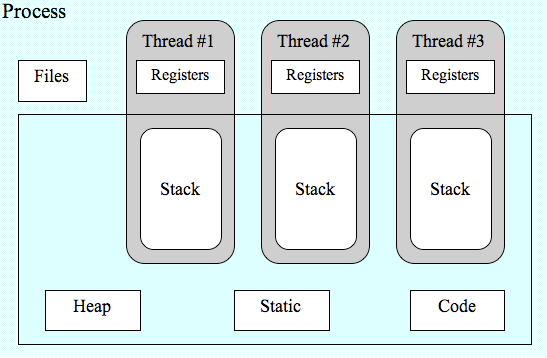 Process
Thread #1
Thread #2
Thread #3
Files
Registers
Registers
Registers
Stack
Stack
Stack
Heap
Static
Code